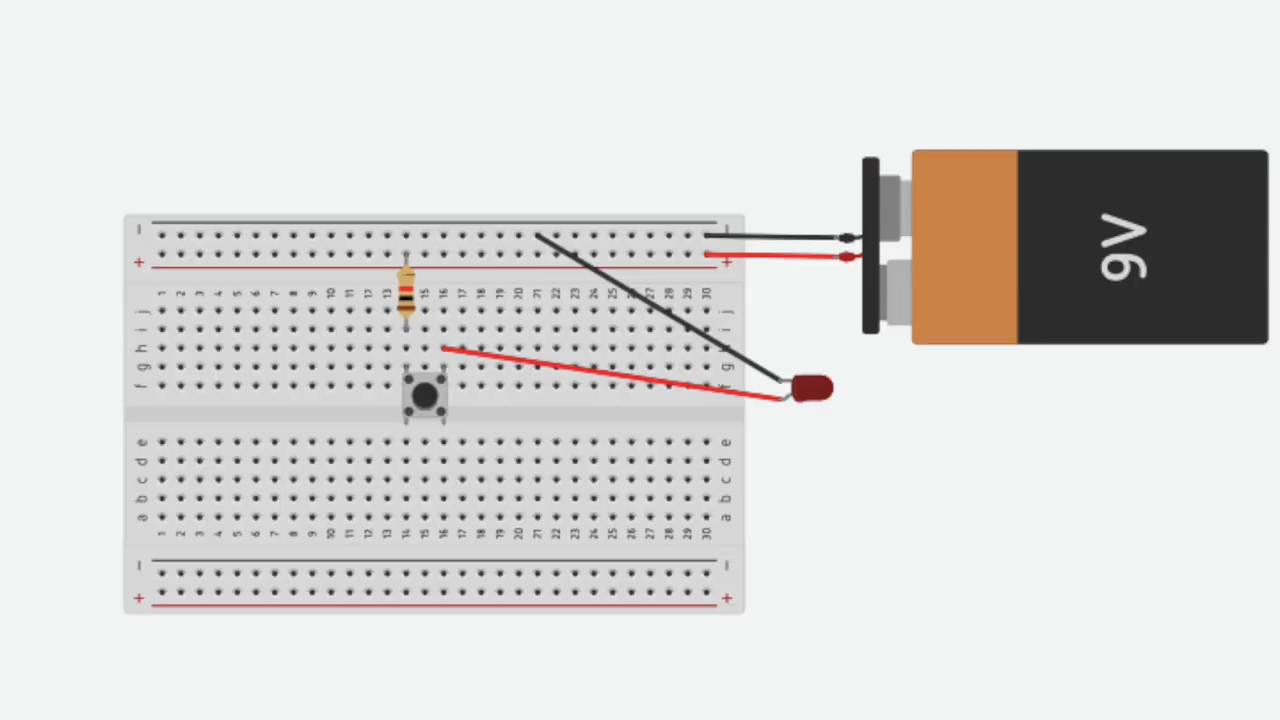 9V
− −
+ +
1 2 3 4 5 6 7 8 9 10 11 12 13 15 16 17 18 19 20 21 22 23 24 25 26 27 28 29 30
j j
i i
h h
g g
f f
e e
d d
c c
b b
a a
1 2 3 4 5 6 7 8 9 10 11 12 13 14 15 16 17 18 19 20 21 22 23 24 25 26 27 28 29 30
− −
+ +